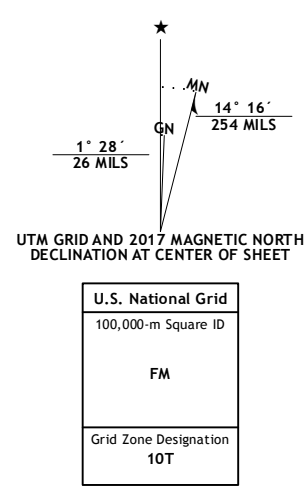 ★
MN
GN
14° 16´
254 MILS
1° 28´
26 MILS
UTM GRID AND 2017 MAGNETIC NORTH
DECLINATION AT CENTER OF SHEET
U.S. National Grid
100,000-m Square ID
FM
Grid Zone Designation
10T